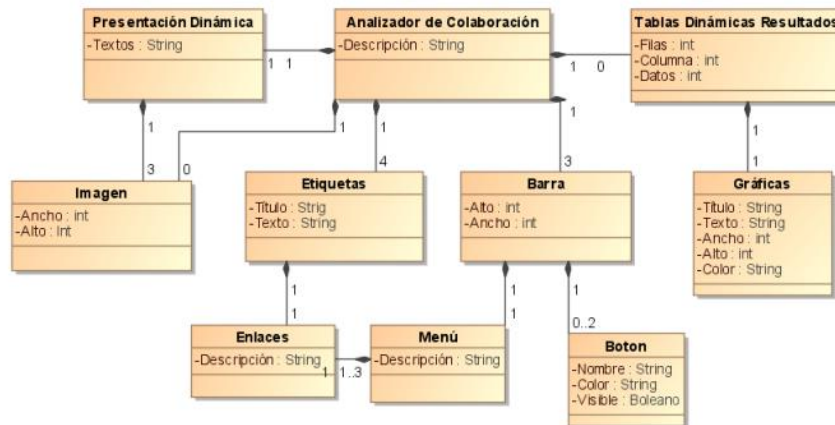 Presentación Dinámica
-Textos : String
Analizador de Colaboración
-Descripción : String
Tablas Dinámicas Resultados
-Filas : int
-Columna : int
-Datos : int
1 1
1 0
1
3
1
0
1
4
1
3
1
1
Imagen
-Ancho : int
-Alto : Int
Etiquetas
-Título : Strig
-Texto : String
Barra
-Alto : int
-Ancho : int
Gráficas
-Título : String
-Texto : String
-Ancho : int
-Alto : int
-Color : String
1
1
1
1
1
0..2
Enlaces
-Descripción : String
1 1..3
Menú
-Descripción : String
Boton
-Nombre : String
-Color : String
-Visible : Boleano